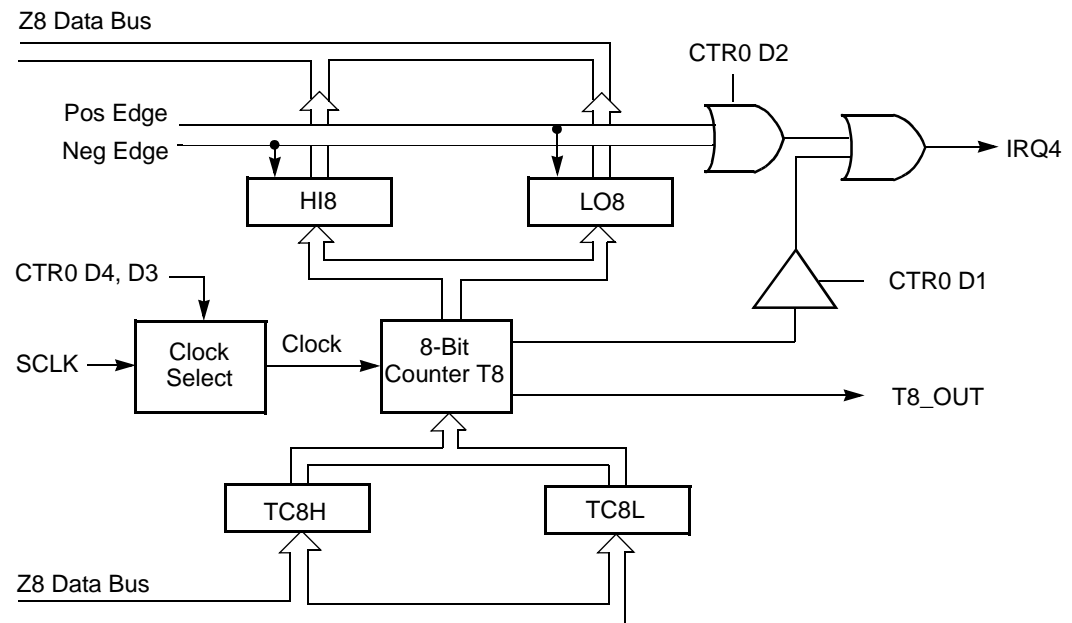 Z8 Data Bus
CTR0 D2
Pos Edge
Neg Edge
IRQ4
HI8
LO8
CTR0 D4, D3
CTR0 D1
SCLK
Clock
Select
Clock
8-Bit
Counter T8
T8_OUT
TC8H
TC8L
Z8 Data Bus